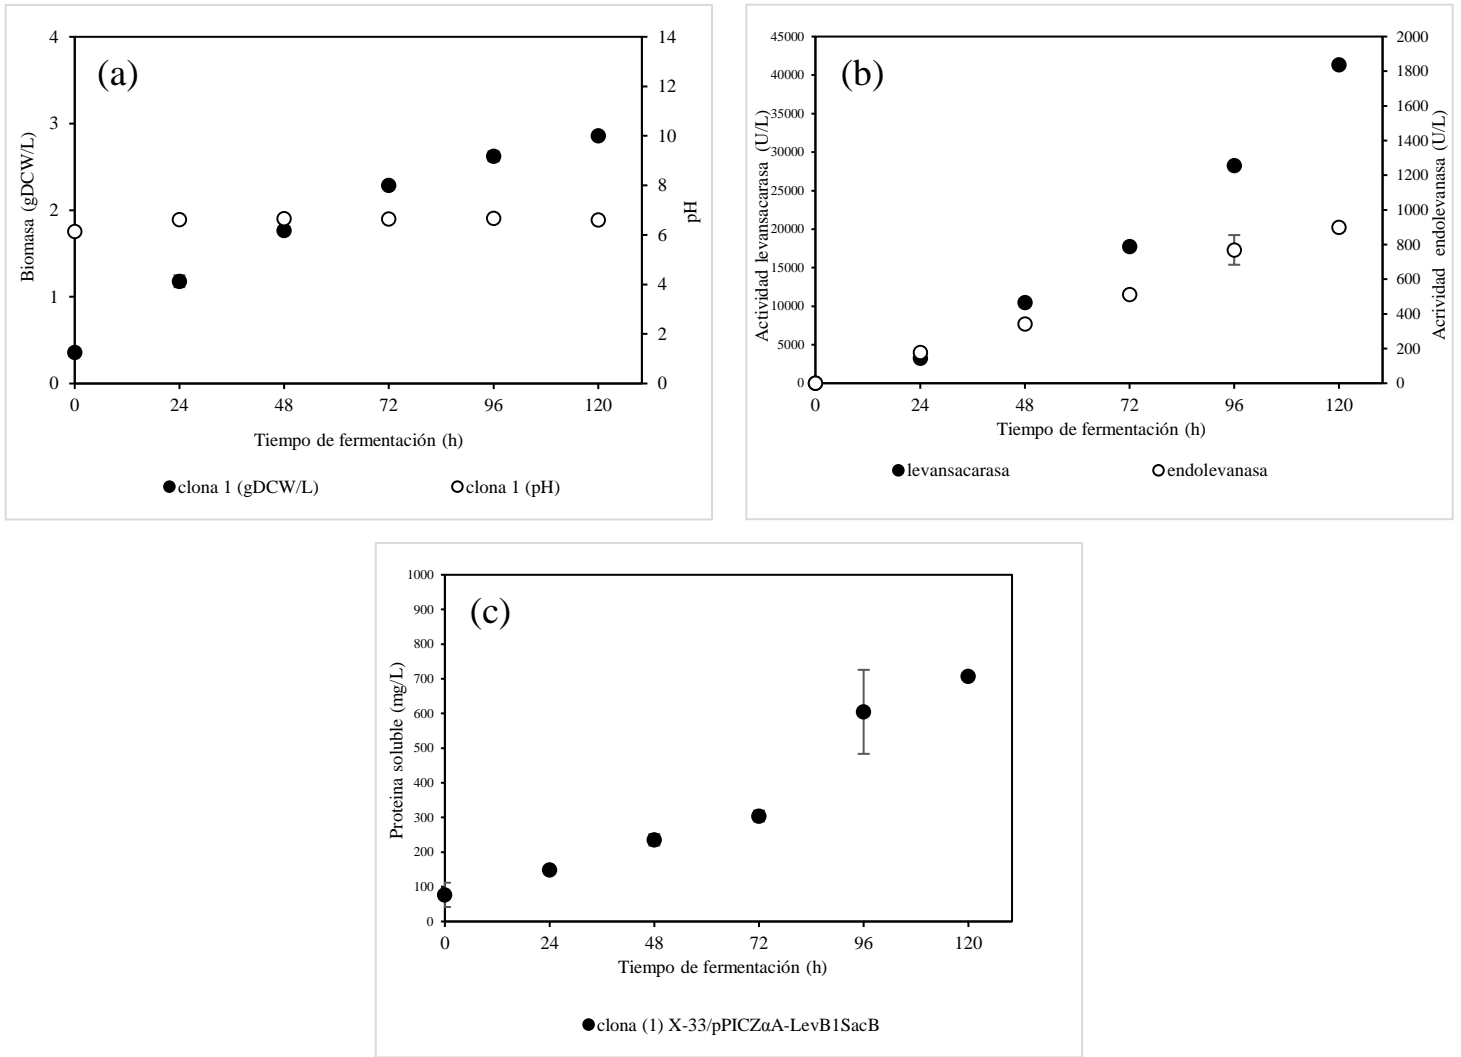 (a)
4
3
2
1
0
14
12
10
8
6
4
2
0
Biomasa (gDCW/L)
pH
0 24 48 72 96 120
Tiempo de fermentación (h)
clona 1 (gDCW/L) clona 1 (pH)
(b)
45000
40000
35000
30000
25000
20000
15000
10000
5000
0
2000
1800
1600
1400
1200
1000
800
600
400
200
0
Actividad levansacarasa (U/L)
Acrividad endolevanasa (U/L)
0 24 48 72 96 120
Tiempo de fermentación (h)
levansacarasa endolevanasa
(c)
1000
900
800
700
600
500
400
300
200
100
0
Proteina soluble (mg/L)
0 24 48 72 96 120
Tiempo de fermentación (h)
clona (1) X-33/pPICZαA-LevB1SacB